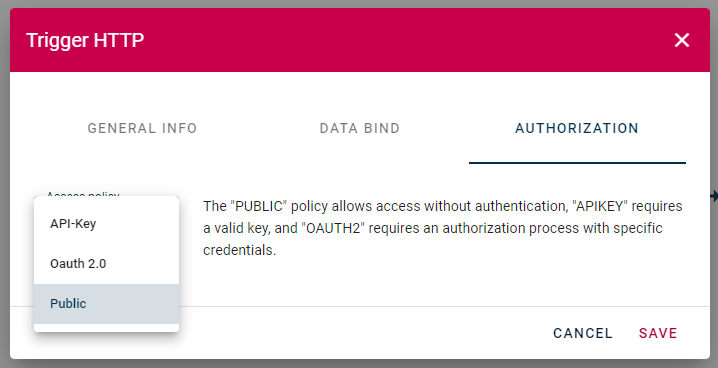 Trigger HTTP
GENERAL INFO
DATA BIND
AUTHORIZATION
Access policy
API-Key
Oauth 2.0
Public
The "PUBLIC" policy allows access without authentication, "APIKEY" requires
a valid key, and "OAUTH2" requires an authorization process with specific
credentials.
CANCEL
SAVE